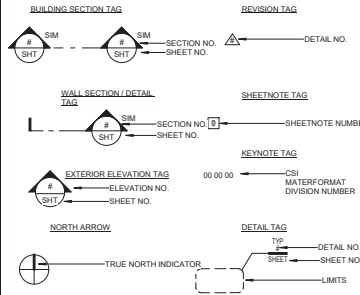 BUILDING SECTION TAG
# SIM
SHT
# SIM
SHT
SECTION NO.
SHEET NO.
WALL SECTION / DETAIL
TAG
# SIM
SHT
SECTION NO.
SHEET NO.
EXTERIOR ELEVATION TAG
#
SHT
ELEVATION NO.
SHEET NO.
NORTH ARROW
TRUE NORTH INDICATOR
REVISION TAG
#
DETAIL NO.
SHEETNOTE TAG
SHEETNOTE NUMBE
KEYNOTE TAG
00 00 00
CSI
MATERFORMAT
DIVISION NUMBER
DETAIL TAG
TYP
#
SHEET
DETAIL NO.
SHEET NO
LIMITS